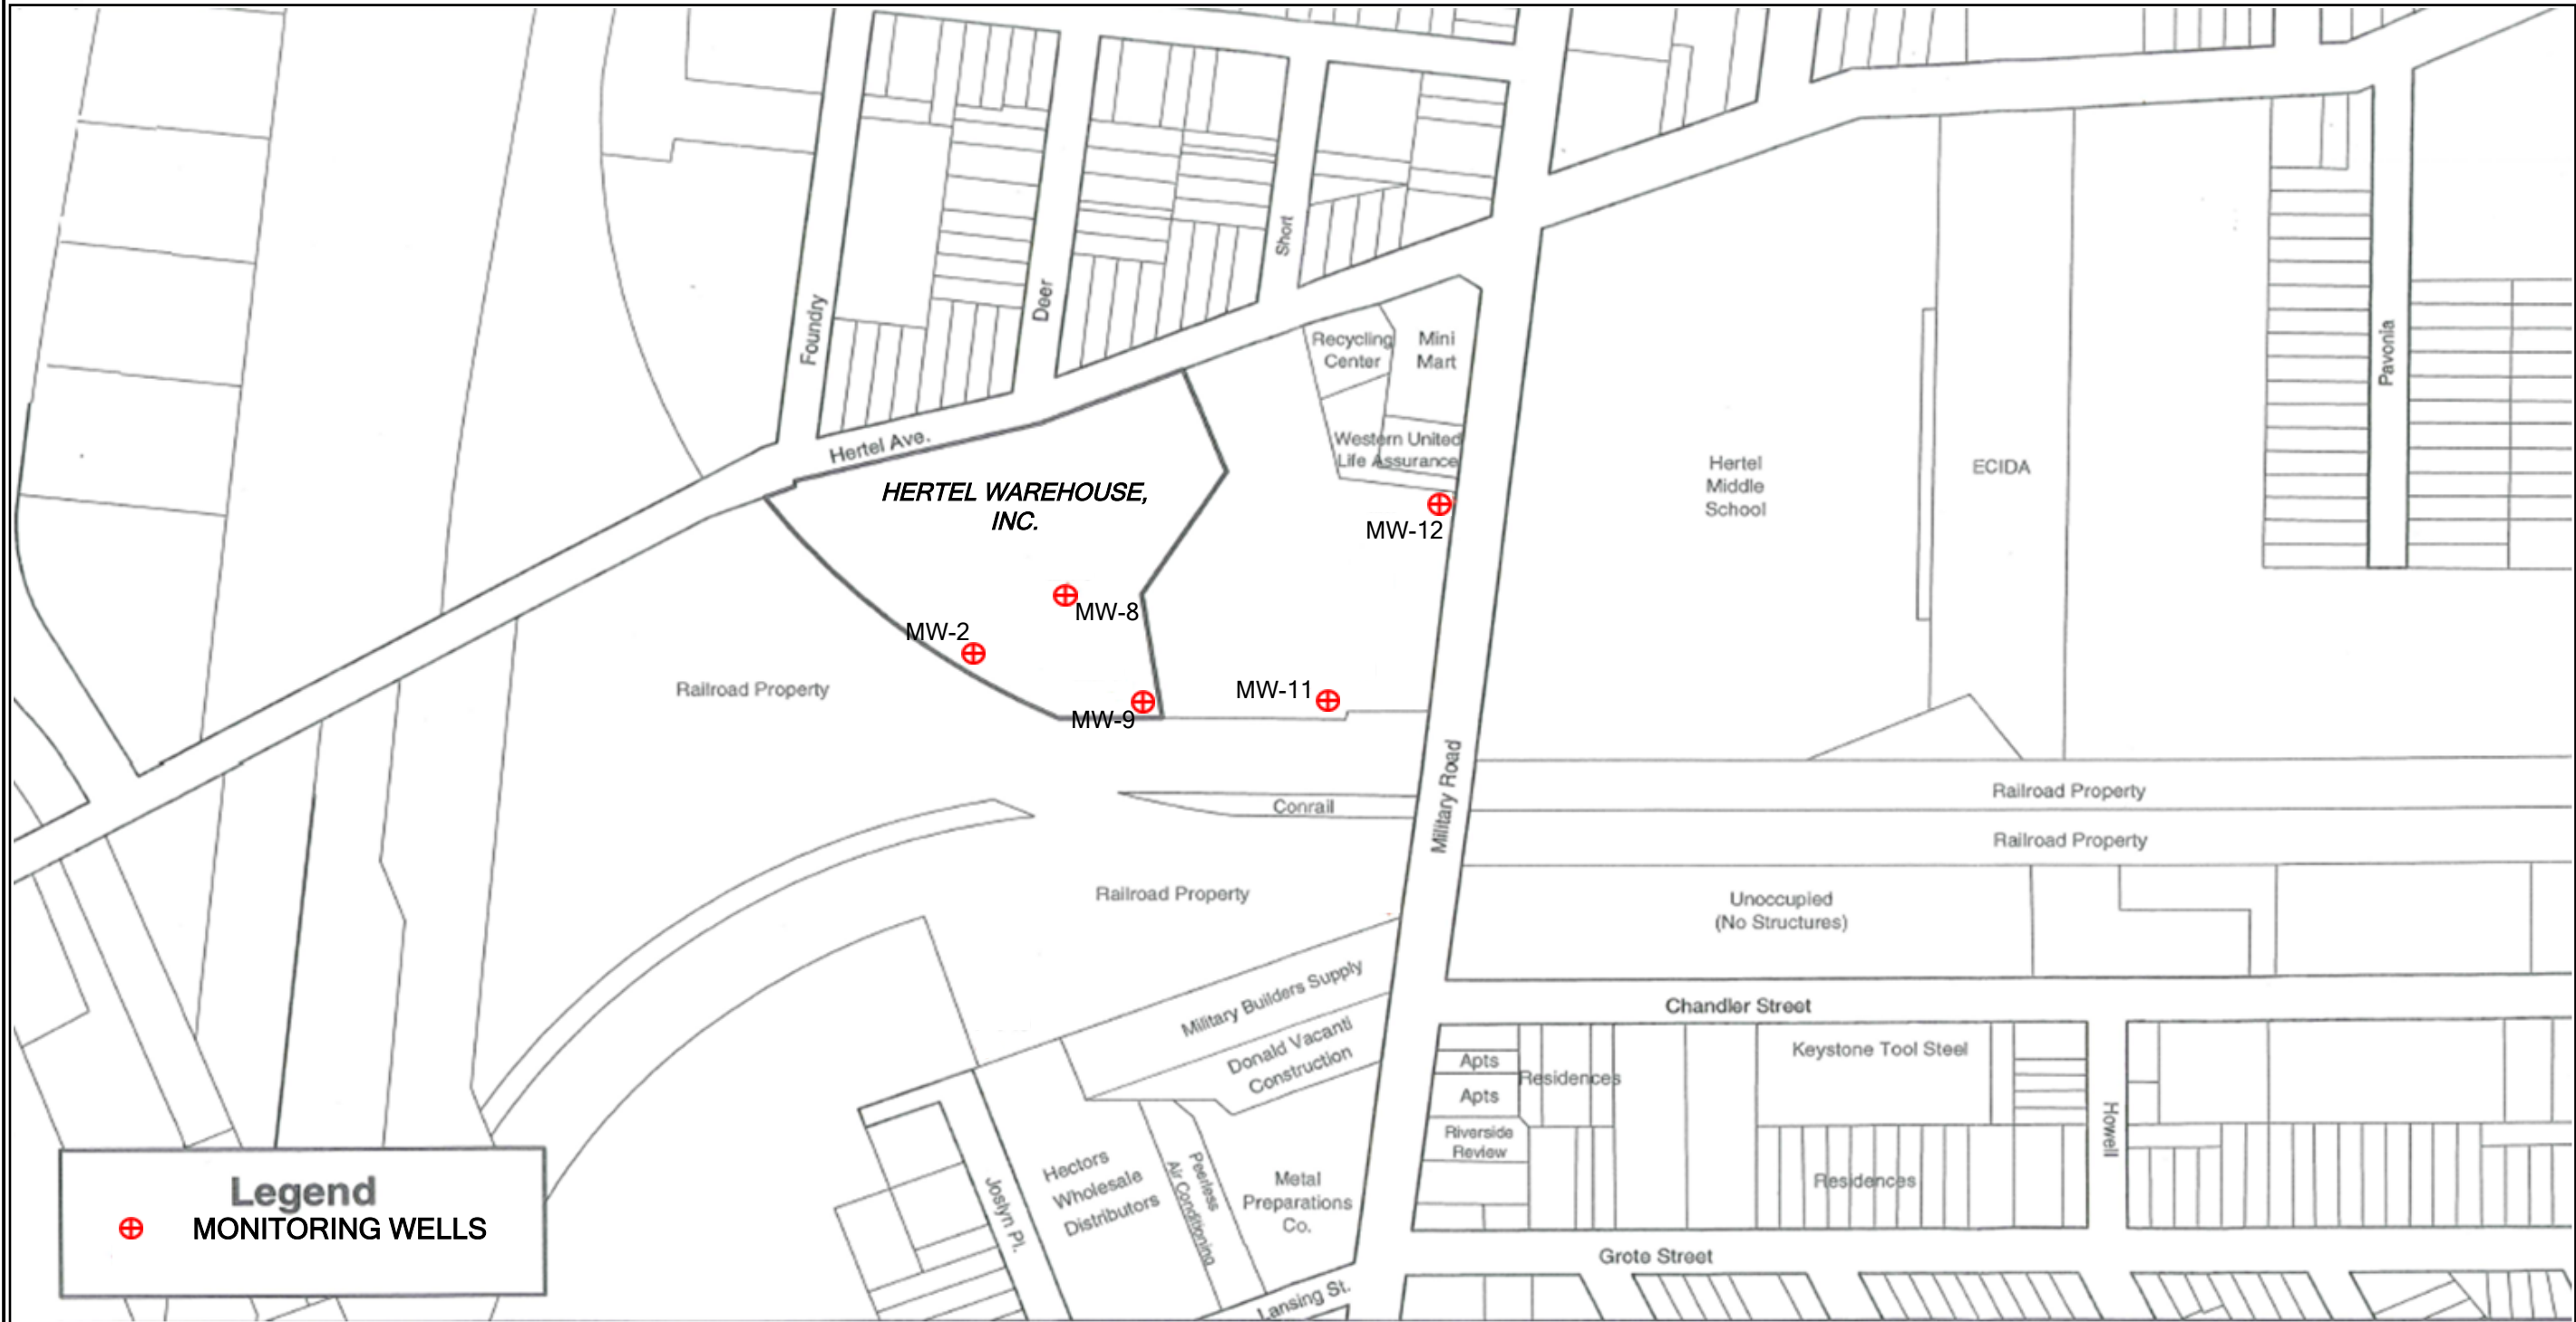 Short
Deer
Foundry
Recycling
Center
Mini
Mart
Pavonia
Hertel Ave.
Western United
Life Assurance
Hertel
Middle
School
ECIDA
HERTEL WAREHOUSE,
INC.
MW-12
MW-8
MW-2
Railroad Property
MW-11
MW-9
Military Road
Conrail
Railroad Property
Railroad Property
Railroad Property
Unoccupied
(No Structures)
Military Builders Supply
Chandler Street
Donald Vacanti
Construction
Keystone Tool Steel
Apts
Residences
Apts
Howell
Riverside
Review
Hectors
Wholesale
Distributors
Peerless
Air Conditioning
Metal
Preparations
Co.
Joslyn Pl.
Residences
Legend
MONITORING WELLS
Grote Street
Lansing St.